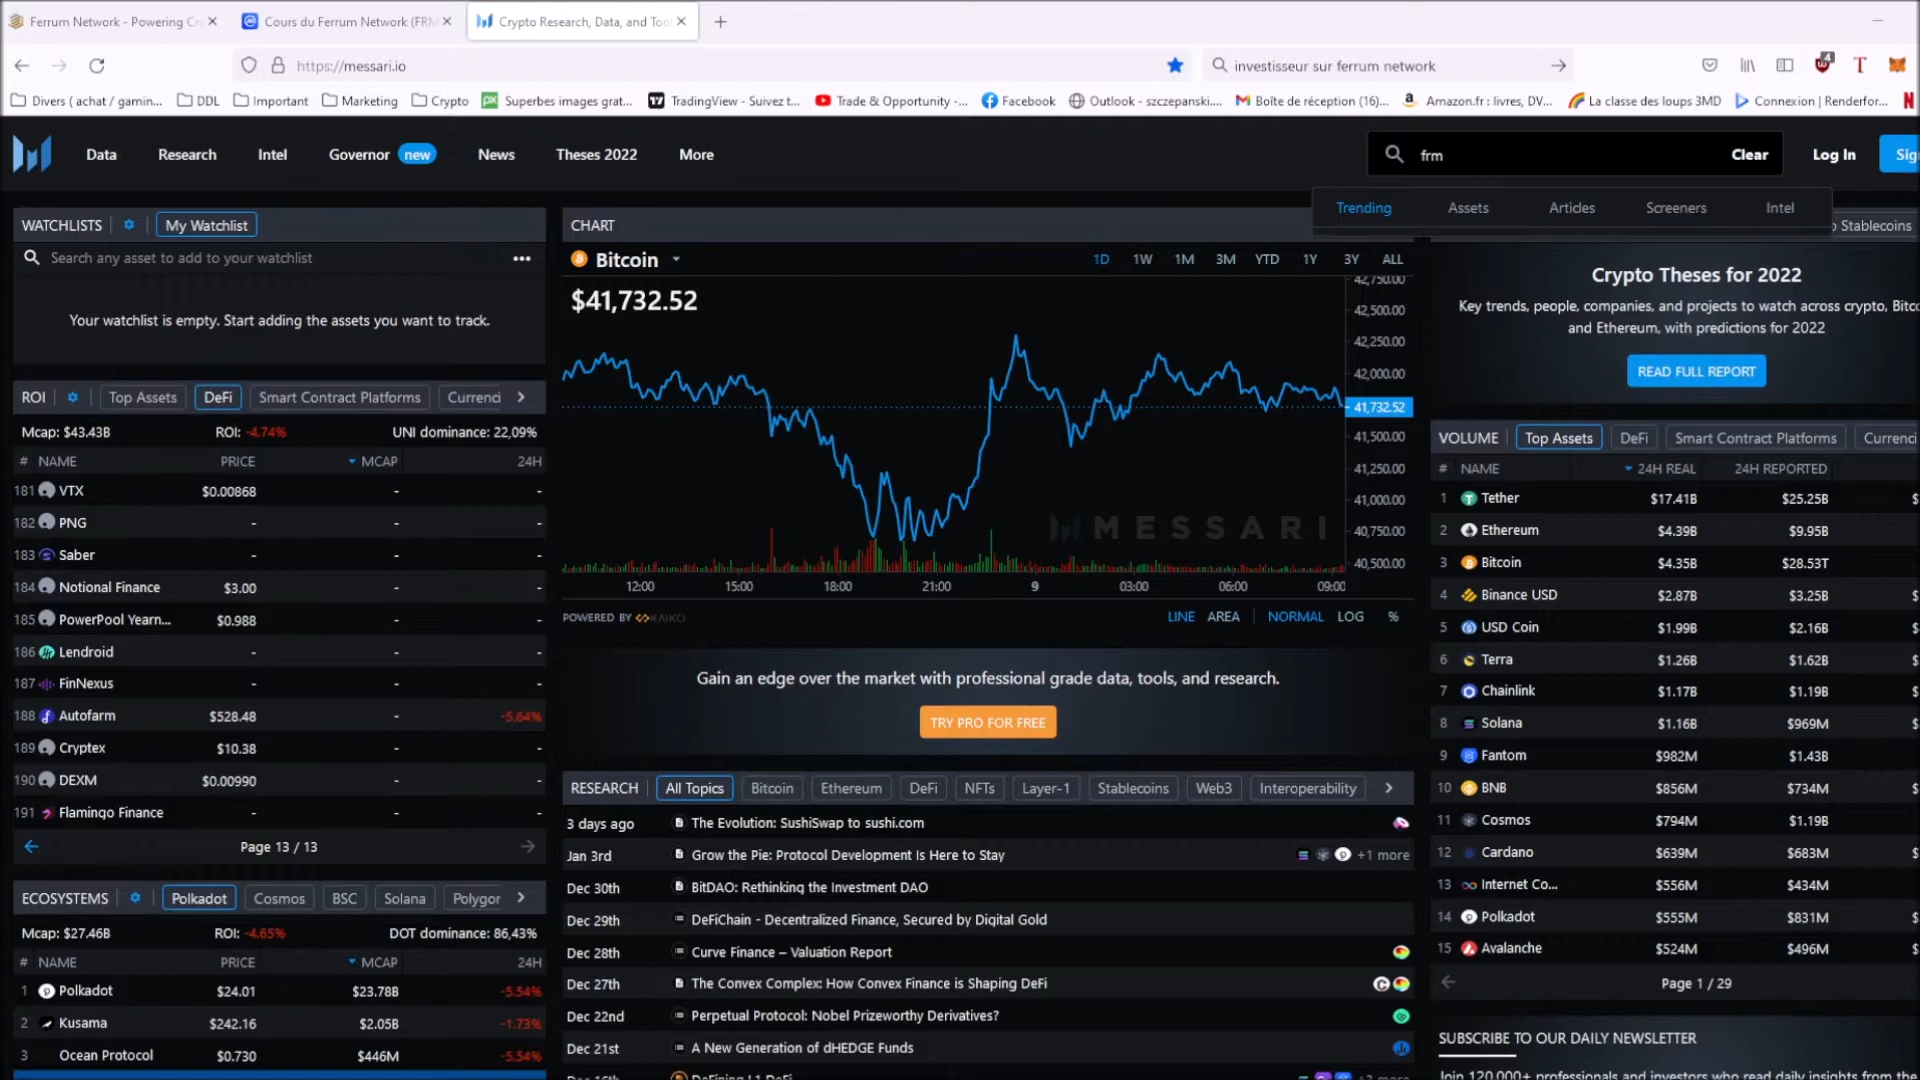 Ferrum Network - Powering Cr
Cours du Ferrum Network (FRM
Crypto Research, Data, and Too
https://messari.io
investisseur sur ferrum network
4
Divers ( achat / gamin...
DDL
Important
Marketing
Crypto
Superbes images grat...
TradingView - Suivez t...
Trade & Opportunity -...
Facebook
Outlook - szczepanski....
Boîte de réception (16)...
Amazon.fr : livres, DV...
La classe des loups 3MD
Connexion | Renderfor...
Data
Research
Intel
Governor new
News
Theses 2022
More
frm
Clear
Log In
Sig
Trending
Assets
Articles
Screeners
Intel
WATCHLISTS
My Watchlist
Search any asset to add to your watchlist
Your watchlist is empty. Start adding the assets you want to track.
ROI
Top Assets
DeFi
Smart Contract Platforms
Currenci
Mcap: $43.43B ROI: -4.74% UNI dominance: 22,09%
# NAME PRICE MCAP 24H
181 VTX $0.00868 - -
182 PNG - - -
183 Saber - - -
184 Notional Finance $3.00 - -
185 PowerPool Yearn... $0.988 - -
186 Lendroid - - -
187 FinNexus - - -
188 Autofarm $528.48 - -5.64%
189 Cryptex $10.38 - -
190 DEXM $0.00990 - -
191 Flamingo Finance - - -
Page 13 / 13
ECOSYSTEMS
Polkadot
Cosmos
BSC
Solana
Polygor
Mcap: $27.46B ROI: -4.65% DOT dominance: 86,43%
# NAME PRICE MCAP 24H
1 Polkadot $24.01 $23.78B -5.54%
2 Kusama $242.16 $2.05B -1.73%
3 Ocean Protocol $0.730 $446M -5.54%
CHART
Bitcoin
1D 1W 1M 3M YTD 1Y 3Y ALL
$41,732.52
42,750.00
42,500.00
42,250.00
42,000.00
41,732.52
41,500.00
41,250.00
41,000.00
40,750.00
40,500.00
MESSARI
12:00 15:00 18:00 21:00 9 03:00 06:00 09:00
POWERED BY KAIKO
LINE AREA NORMAL LOG %
Gain an edge over the market with professional grade data, tools, and research.
TRY PRO FOR FREE
RESEARCH
All Topics
Bitcoin
Ethereum
DeFi
NFTs
Layer-1
Stablecoins
Web3
Interoperability
3 days ago The Evolution: SushiSwap to sushi.com
Jan 3rd Grow the Pie: Protocol Development Is Here to Stay +1 more
Dec 30th BitDAO: Rethinking the Investment DAO
Dec 29th DeFiChain - Decentralized Finance, Secured by Digital Gold
Dec 28th Curve Finance – Valuation Report
Dec 27th The Convex Complex: How Convex Finance is Shaping DeFi
Dec 22nd Perpetual Protocol: Nobel Prizeworthy Derivatives?
Dec 21st A New Generation of dHEDGE Funds
Stablecoins
Crypto Theses for 2022
Key trends, people, companies, and projects to watch across crypto, Bitc
and Ethereum, with predictions for 2022
READ FULL REPORT
VOLUME
Top Assets
DeFi
Smart Contract Platforms
Currenci
# NAME 24H REAL 24H REPORTED
1 Tether $17.41B $25.25B $
2 Ethereum $4.39B $9.95B $
3 Bitcoin $4.35B $28.53T $
4 Binance USD $2.87B $3.25B $
5 USD Coin $1.99B $2.16B $
6 Terra $1.26B $1.62B $
7 Chainlink $1.17B $1.19B $
8 Solana $1.16B $969M $
9 Fantom $982M $1.43B $
10 BNB $856M $734M $
11 Cosmos $794M $1.19B $
12 Cardano $639M $683M $
13 Internet Co... $556M $434M $
14 Polkadot $555M $831M $
15 Avalanche $524M $496M $
Page 1 / 29
SUBSCRIBE TO OUR DAILY NEWSLETTER
Join 120,000+ professionals and investors who read daily insights from the